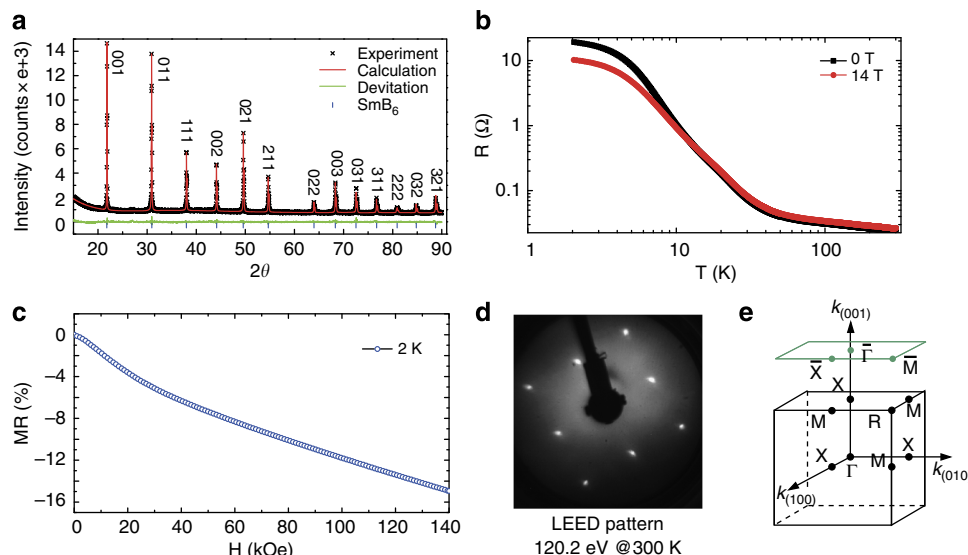 a
Intensity (counts × e+3)
14
12
10
8
6
4
2
0
001
011
111
002
021
211
022
003
031
311
222
032
321
Experiment
Calculation
Devitation
SmB6
20 30 40 50 60 70 80 90
2θ
b
R (Ω)
10
1
0.1
0 T
14 T
1 10 100
T (K)
c
MR (%)
0
−4
−8
−12
−16
2 K
0 20 40 60 80 100 120 140
H (kOe)
d
LEED pattern
120.2 eV @300 K
e
k(001)
Γ̅
X̅ M̅
X
M R M
X Γ M X
k(010
k(100)